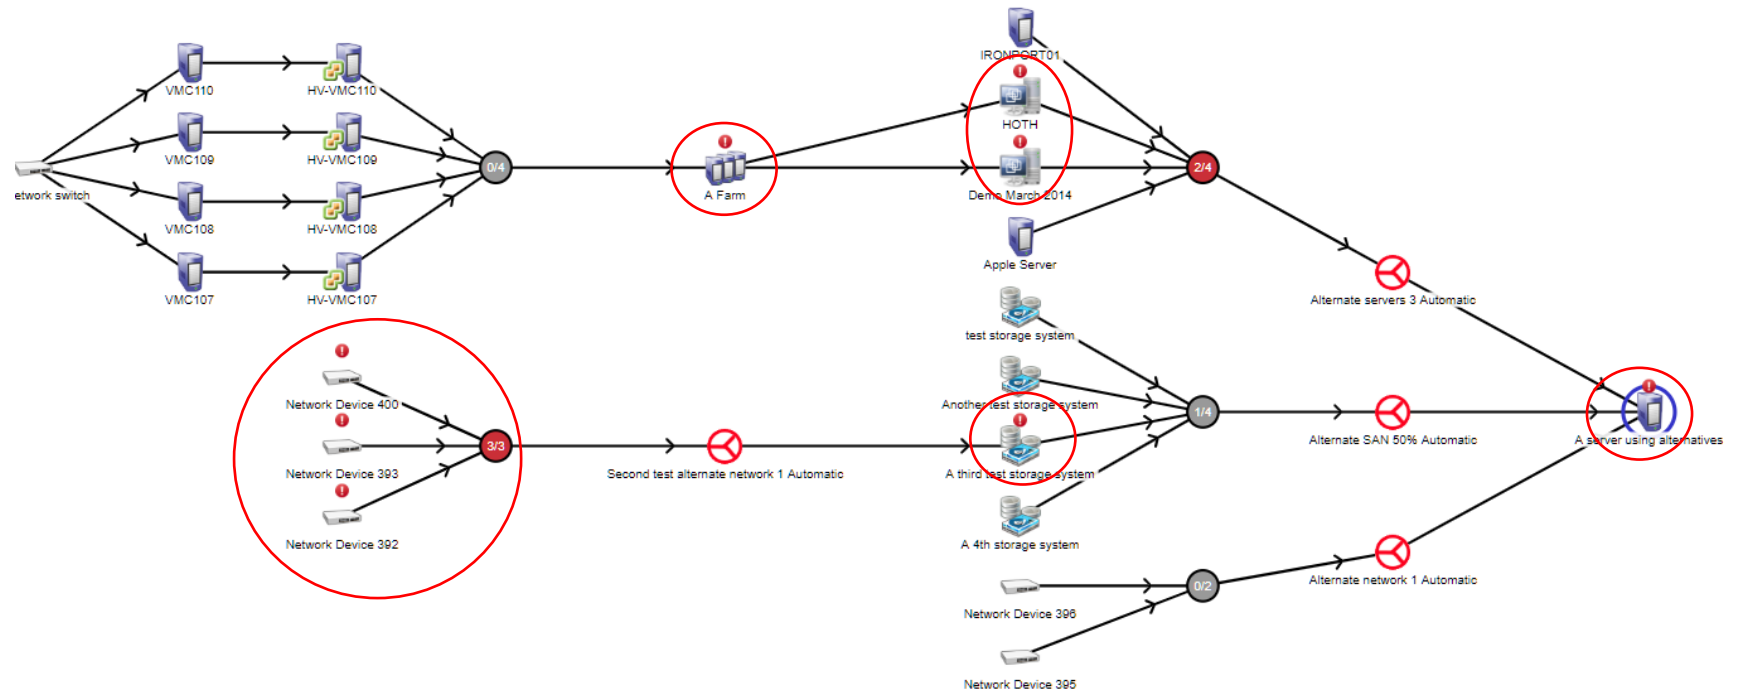 IRONPORT01
VMC110
HV-VMC110
HOTH
VMC109
HV-VMC109
0/4
2/4
etwork switch
A Farm
Demo March 2014
VMC108
HV-VMC108
Apple Server
VMC107
HV-VMC107
Alternate servers 3 Automatic
test storage system
Network Device 400
Another test storage system
1/4
Alternate SAN 50% Automatic
A server using alternatives
3/3
Network Device 393
Second test alternate network 1 Automatic
A third test storage system
Network Device 392
A 4th storage system
0/2
Alternate network 1 Automatic
Network Device 396
Network Device 395